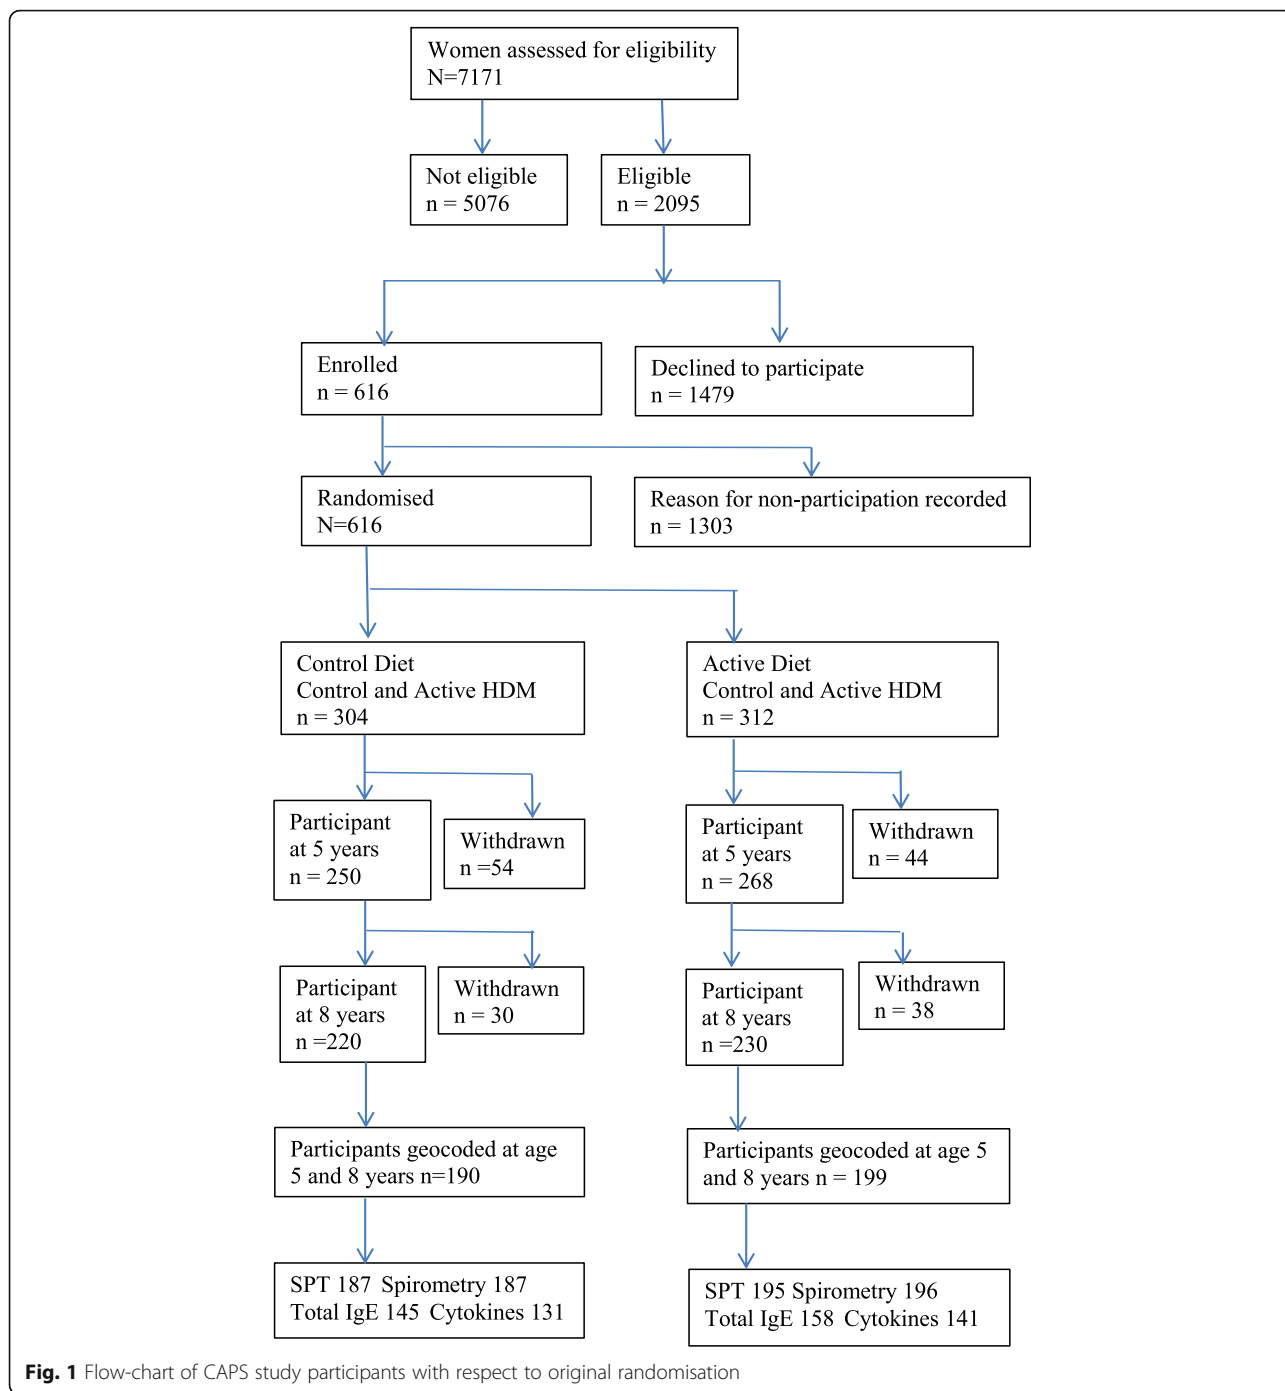 Women assessed for eligibility
N=7171
Not eligible
n = 5076
Eligible
n = 2095
Enrolled
n = 616
Declined to participate
n = 1479
Randomised
N=616
Reason for non-participation recorded
n = 1303
Control Diet
Control and Active HDM
n = 304
Active Diet
Control and Active HDM
n = 312
Participant
at 5 years
n = 250
Withdrawn
n =54
Participant
at 5 years
n = 268
Withdrawn
n = 44
Participant
at 8 years
n =220
Withdrawn
n = 30
Participant
at 8 years
n =230
Withdrawn
n = 38
Participants geocoded at age
5 and 8 years n=190
Participants geocoded at age 5
and 8 years n = 199
SPT 187 Spirometry 187
Total IgE 145 Cytokines 131
SPT 195 Spirometry 196
Total IgE 158 Cytokines 141
Fig. 1 Flow-chart of CAPS study participants with respect to original randomisation